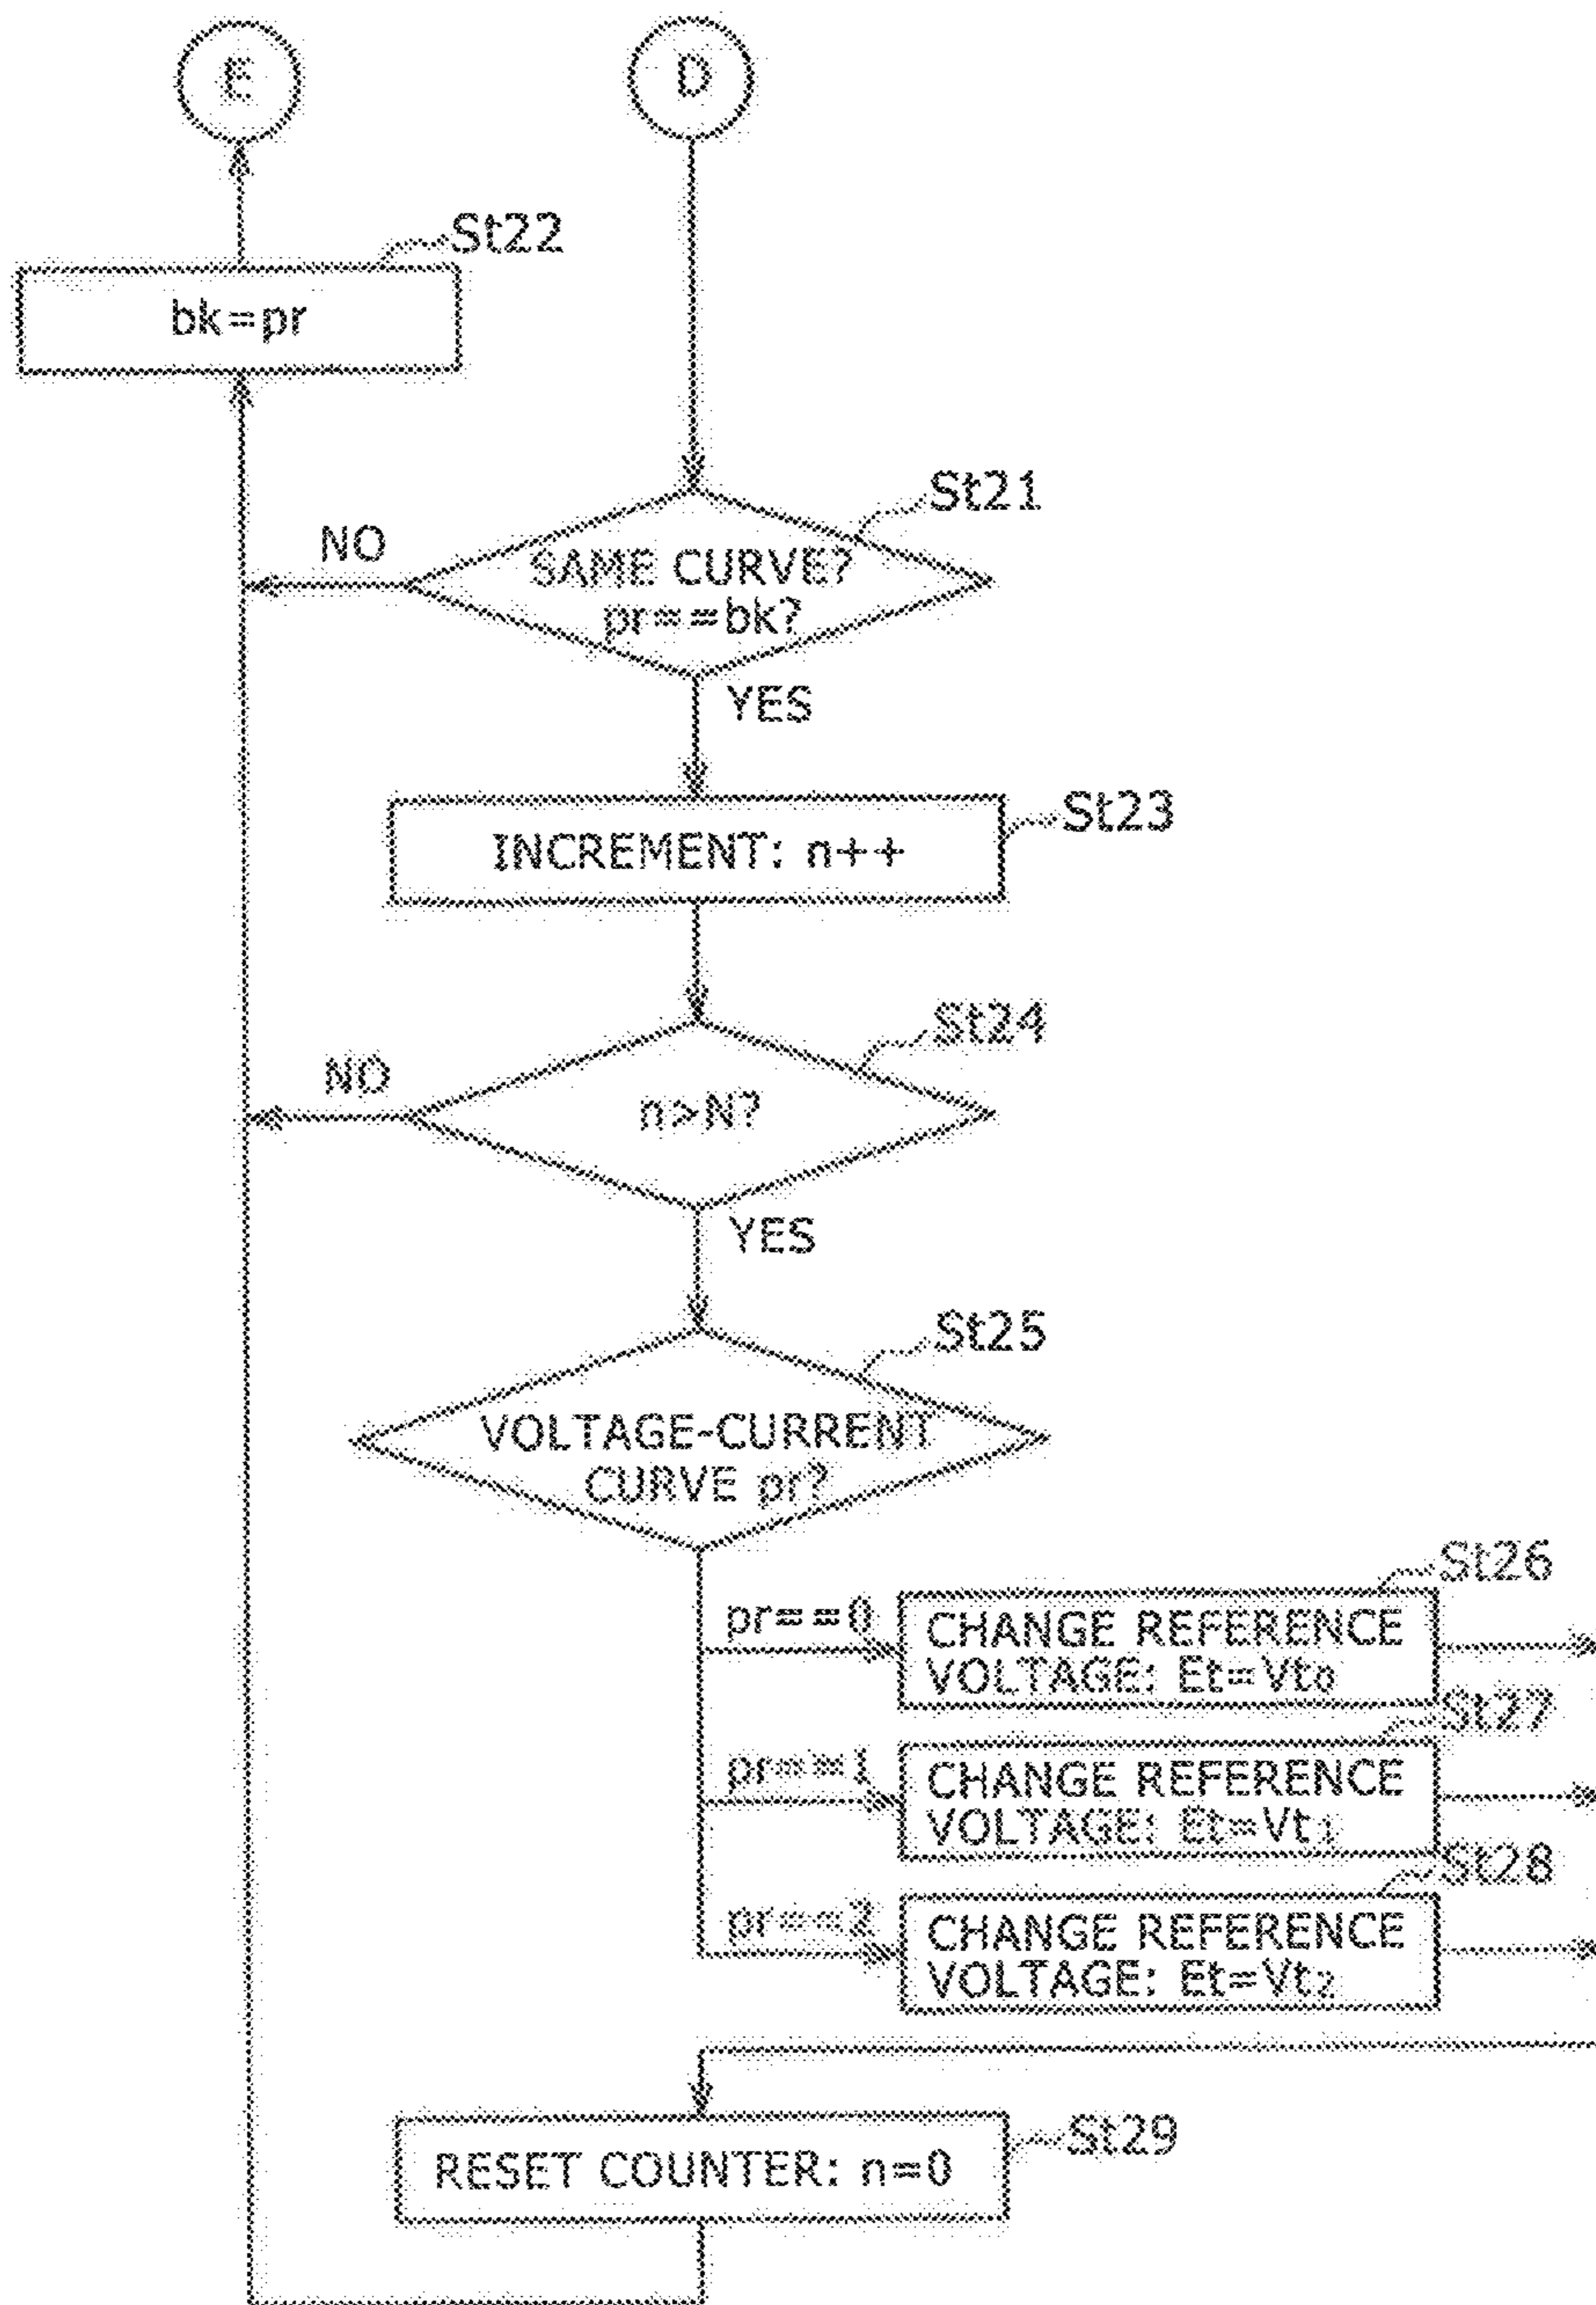 E
D
St22
bk=pr
St21
NO
SAME CURVE?
pr==bk?
YES
St23
INCREMENT: n++
St24
NO
n>N?
YES
St25
VOLTAGE-CURRENT
CURVE pr?
St26
pr==0
CHANGE REFERENCE
VOLTAGE: Et=Vt0
St27
pr==1
CHANGE REFERENCE
VOLTAGE: Et=Vt1
St28
pr==2
CHANGE REFERENCE
VOLTAGE: Et=Vt2
St29
RESET COUNTER: n=0